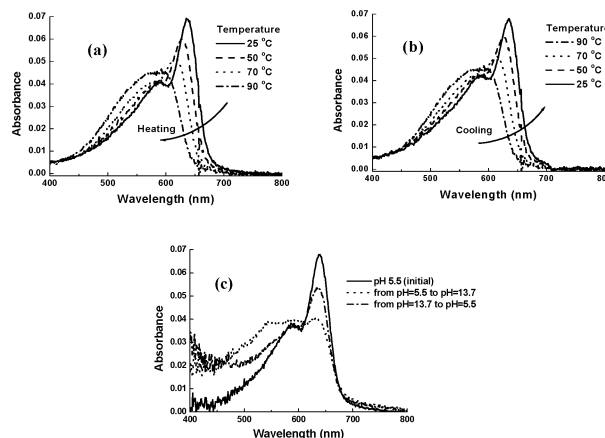 (a)
Temperature
25 °C
50 °C
70 °C
90 °C
Heating
Absorbance
0.07
0.06
0.05
0.04
0.03
0.02
0.01
0.00
400 500 600 700 800
Wavelength (nm)
(b)
Temperature
90 °C
70 °C
50 °C
25 °C
Cooling
Absorbance
0.07
0.06
0.05
0.04
0.03
0.02
0.01
0.00
400 500 600 700 800
Wavelength (nm)
(c)
pH 5.5 (initial)
from pH=5.5 to pH=13.7
from pH=13.7 to pH=5.5
Absorbance
0.07
0.06
0.05
0.04
0.03
0.02
0.01
0.00
400 500 600 700 800
Wavelength (nm)